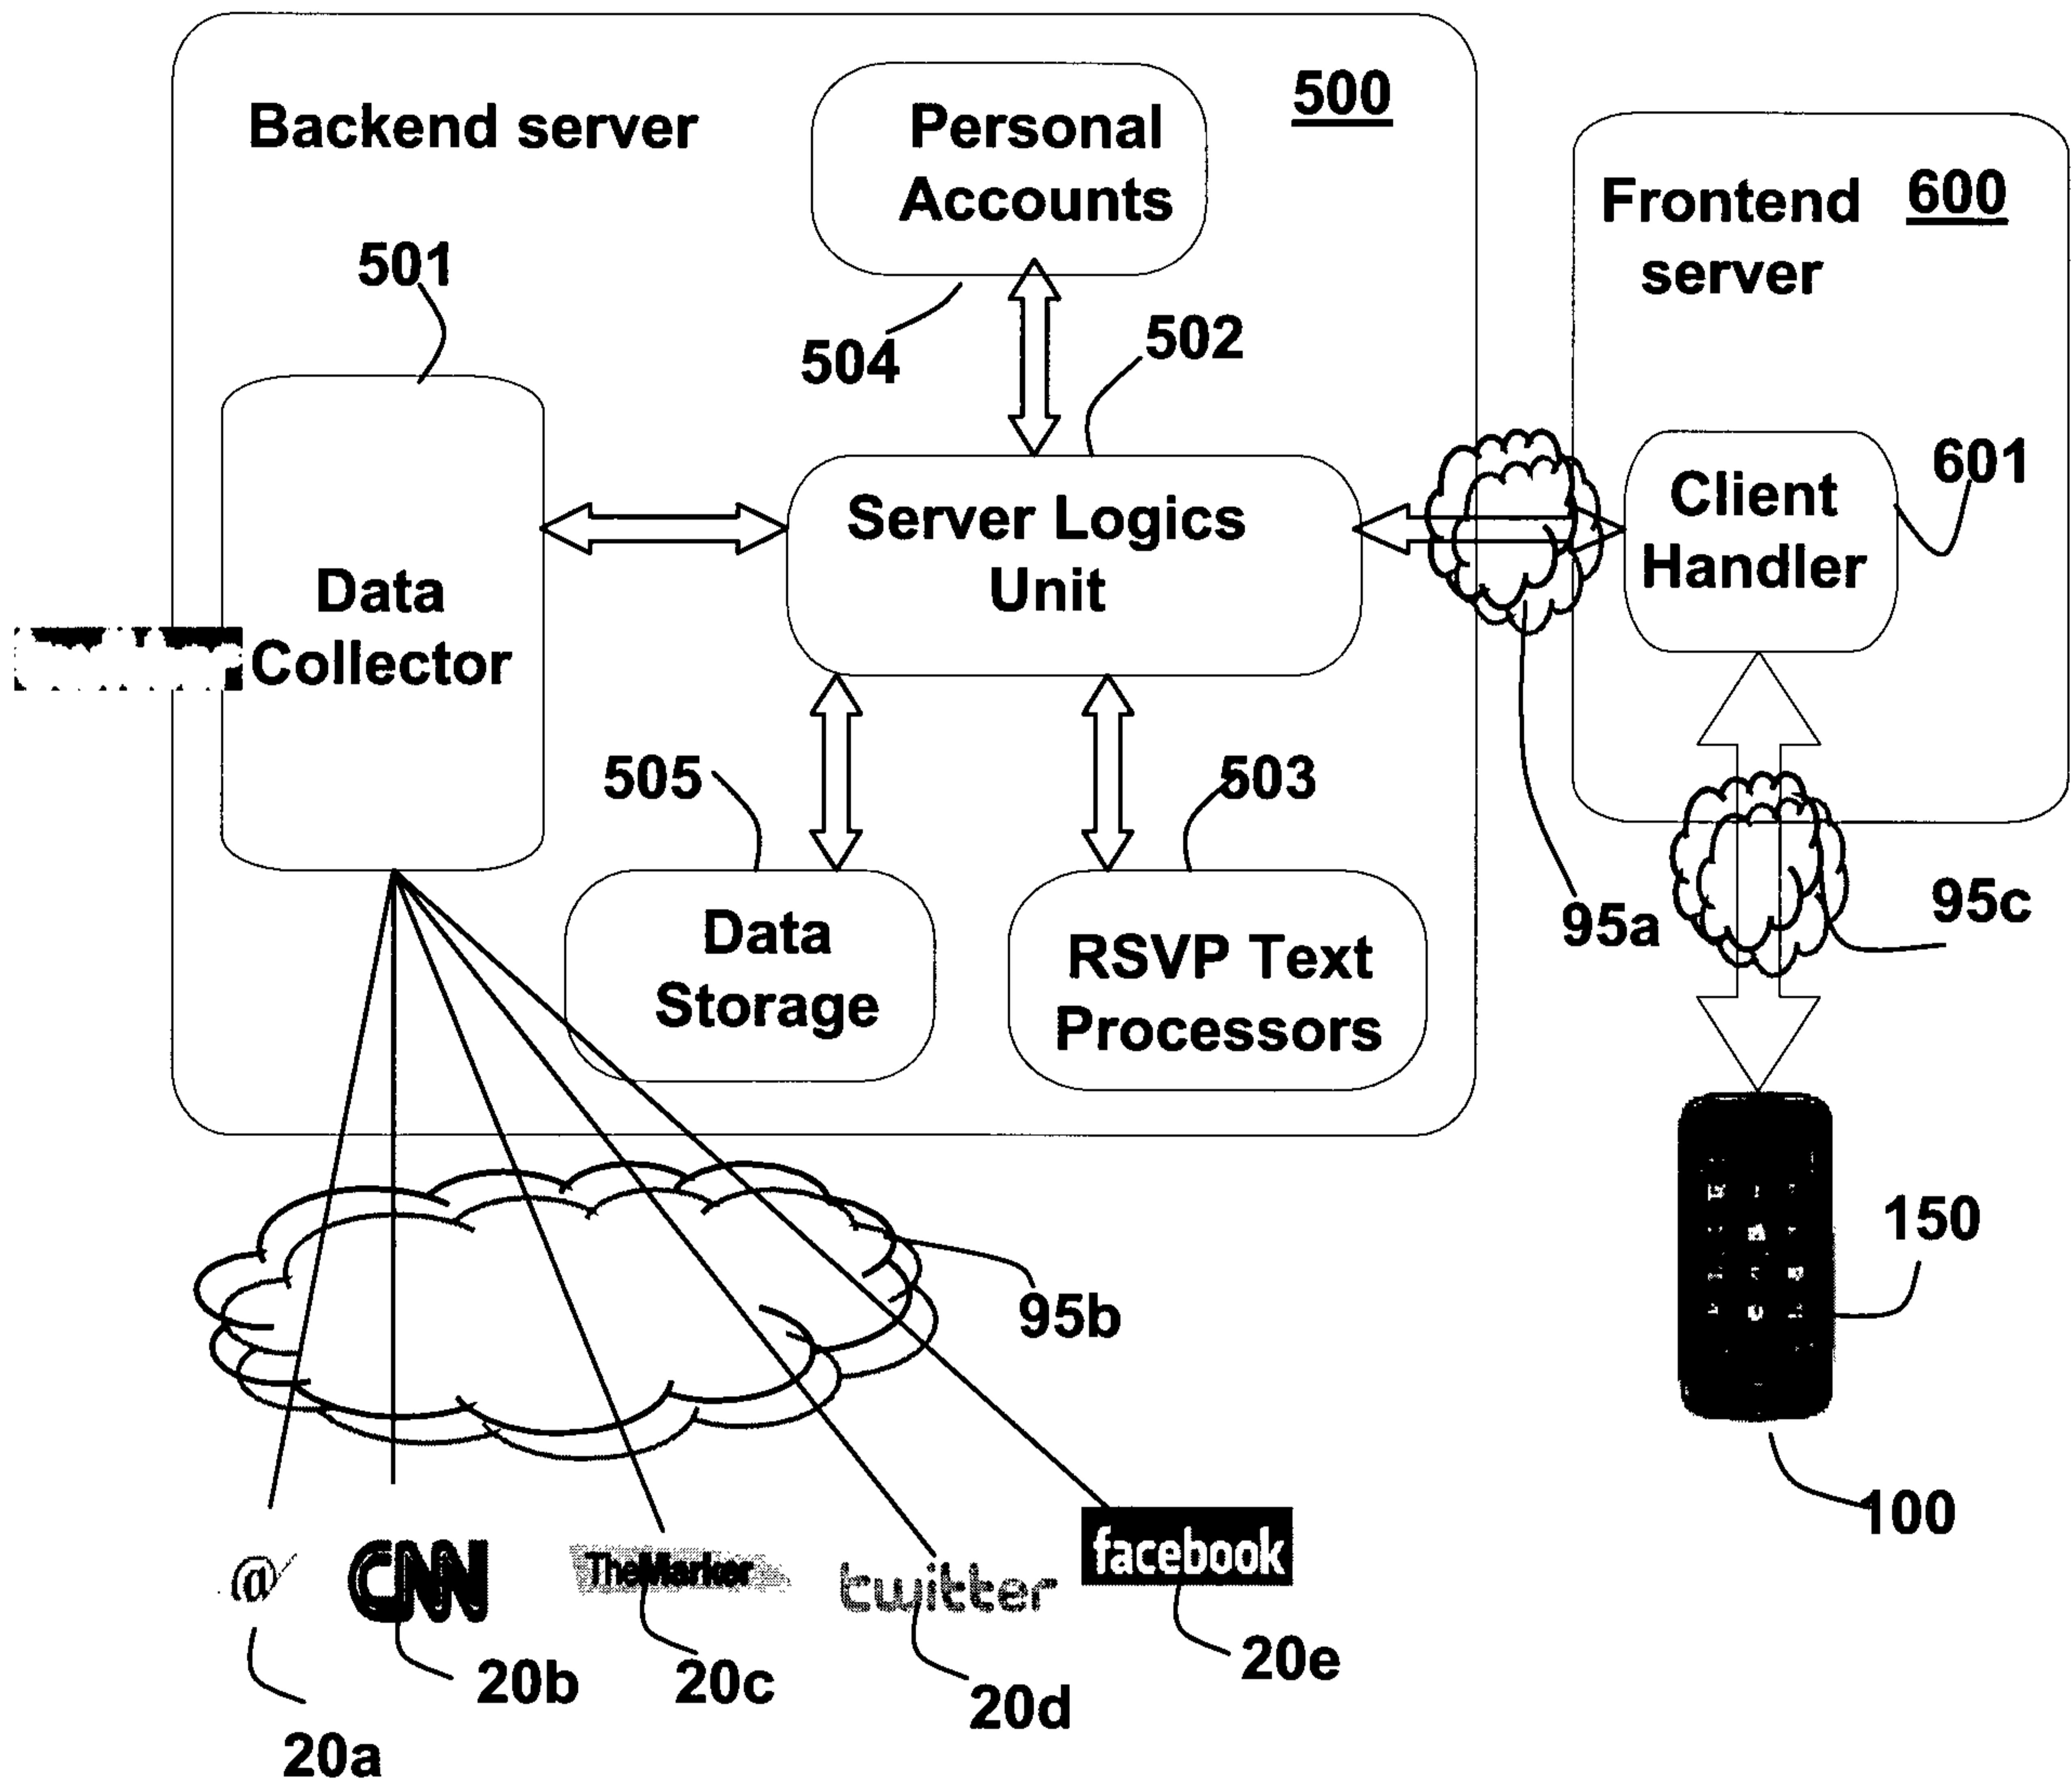 Backend server
500
Personal
Accounts
Frontend
server
600
501
504
502
Server Logics
Unit
Client
Handler
601
Data
Collector
505
503
95a
95c
Data
Storage
RSVP Text
Processors
150
95b
100
@
CNN
TheMarker
twitter
facebook
20a
20b
20c
20d
20e